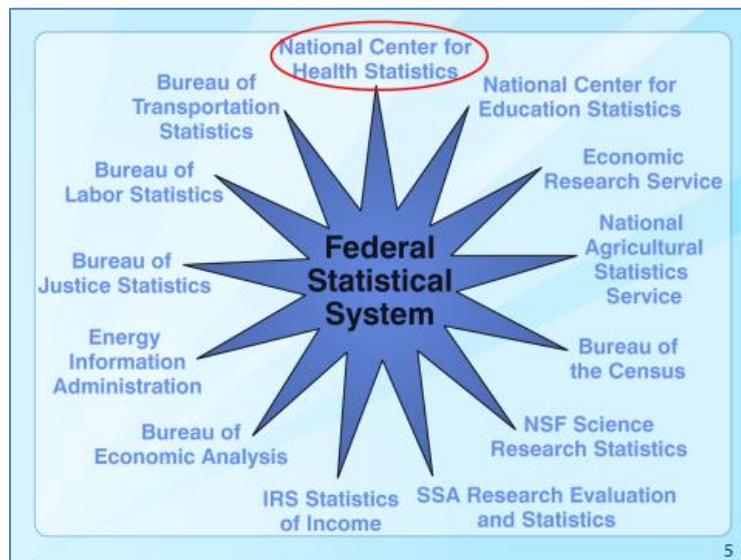 National Center for
Health Statistics
National Center for
Education Statistics
Economic
Research Service
National
Agricultural
Statistics
Service
Bureau of
the Census
NSF Science
Research Statistics
SSA Research Evaluation
and Statistics
IRS Statistics
of Income
Bureau of
Economic Analysis
Energy
Information
Administration
Bureau of
Justice Statistics
Bureau of
Labor Statistics
Bureau of
Transportation
Statistics
Federal
Statistical
System
5